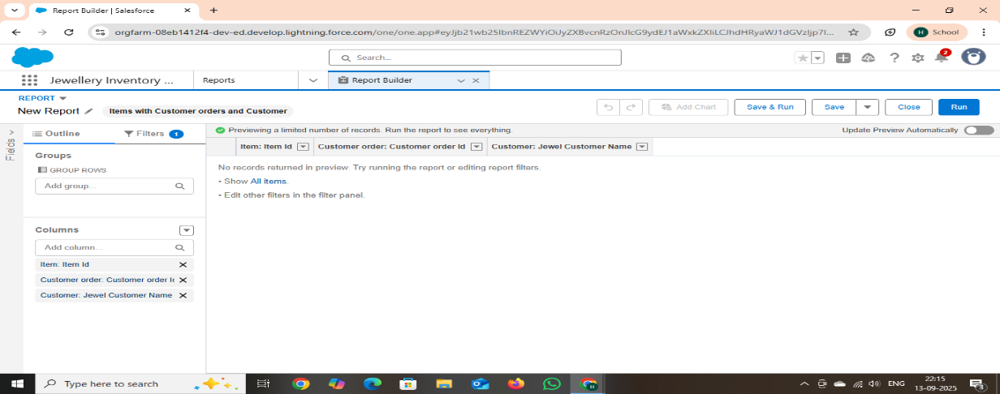 Report Builder | Salesforce
orgfarm-08eb1412f4-dev-ed.develop.lightning.force.com/one/one.app#eyJjb21wb25lbnREZWYiOiJyZXBvcnRzOnJlcG9ydEJ1aWxkZXIiLCJhdHRyaWJ1dGVzIjp7I...
H School
Search...
2
Jewellery Inventory ...
Reports
Report Builder
REPORT
New Report
Items with Customer orders and Customer
Add Chart
Save & Run
Save
Close
Run
Fields
Outline
Filters 1
Previewing a limited number of records. Run the report to see everything.
Update Preview Automatically
Groups
GROUP ROWS
Add group...
Columns
Add column...
Item: Item Id
Customer order: Customer order Id
Customer: Jewel Customer Name
Item: Item Id
Customer order: Customer order Id
Customer: Jewel Customer Name
No records returned in preview. Try running the report or editing report filters.
- Show All items.
- Edit other filters in the filter panel.
Type here to search
ENG
22:15
13-09-2025
3